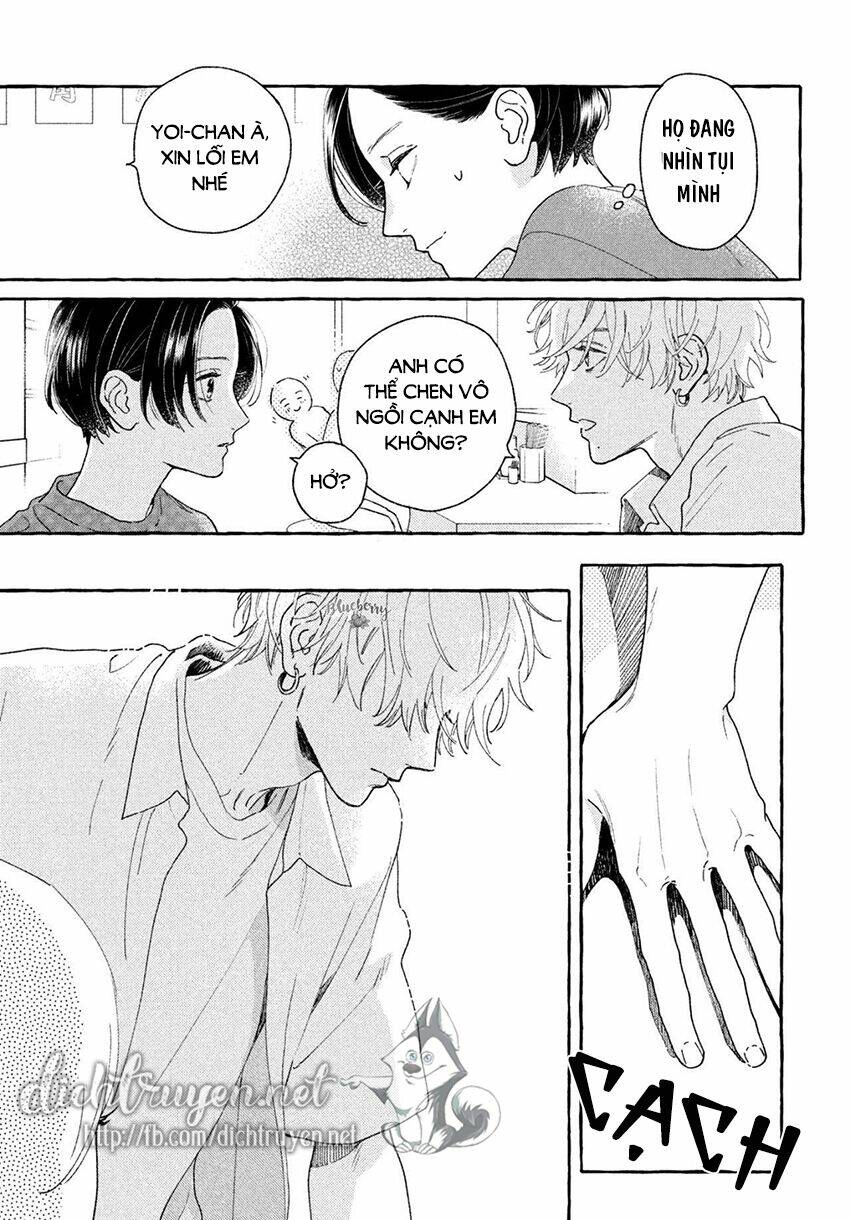 HỌ ĐANG
NHÌN TỤI
MÌNH
YOI-CHAN À,
XIN LỖI EM
NHÉ
ANH CÓ
THỂ CHEN VÔ
NGỒI CẠNH EM
KHÔNG?
HỞ?
Blueberry
CẠCH
dichtruyen.net
http://fb.com/dichtruyen.net